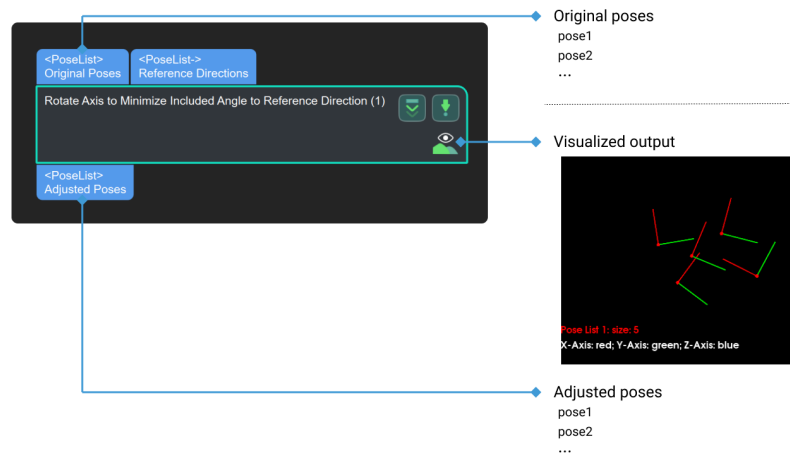 Original poses
pose1
pose2
...
<PoseList>
Original Poses
<PoseList->
Reference Directions
Rotate Axis to Minimize Included Angle to Reference Direction (1)
Visualized output
<PoseList>
Adjusted Poses
Pose List 1: size: 5
X-Axis: red; Y-Axis: green; Z-Axis: blue
Adjusted poses
pose1
pose2
...